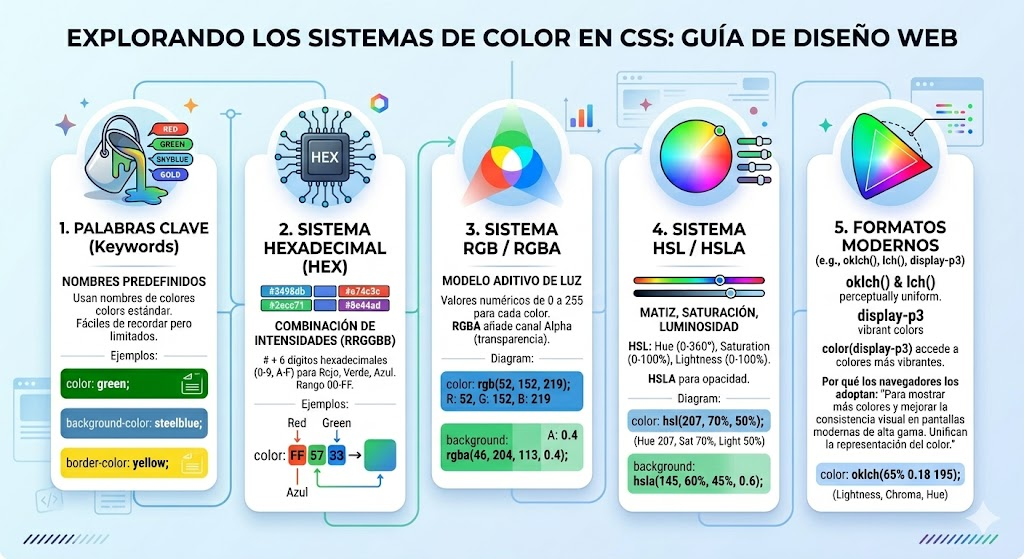 EXPLORANDO LOS SISTEMAS DE COLOR EN CSS: GUÍA DE DISEÑO WEB
RED
GREEN
SNYBLUE
GOLD
1. PALABRAS CLAVE
(Keywords)
NOMBRES PREDEFINIDOS
Usan nombres de colores
colors estándar.
Fáciles de recordar pero
limitados.
Ejemplos:
color: green;
background-color: steelblue;
border-color: yellow;
HEX
2. SISTEMA
HEXADECIMAL
(HEX)
#3498db
#e74c3c
#2ecc71
#8e44ad
COMBINACIÓN DE
INTENSIDADES (RRGGBB)
# + 6 dígitos hexadecimales
(0-9, A-F) para Rojo, Verde, Azul.
Rango 00-FF.
Ejemplos:
Red Green
color: FF 57 33
Azul
3. SISTEMA
RGB / RGBA
MODELO ADITIVO DE LUZ
Valores numéricos de 0 a 255
para cada color.
RGBA añade canal Alpha
(transparencia).
Diagram:
color: rgb(52, 152, 219);
R: 52, G: 152, B: 219
A: 0.4
background:
rgba(46, 204, 113, 0.4);
4. SISTEMA
HSL / HSLA
MATIZ, SATURACIÓN,
LUMINOSIDAD
HSL: Hue (0-360°), Saturation
(0-100%), Lightness (0-100%).
HSLA para opacidad.
Diagram:
color: hsl(207, 70%, 50%);
(Hue 207, Sat 70%, Light 50%)
background:
hsla(145, 60%, 45%, 0.6);
5. FORMATOS
MODERNOS
(e.g., oklch(), lch(), display-p3)
oklch() & lch()
perceptually uniform.
display-p3
vibrant colors
color(display-p3) accede a
colores más vibrantes.
Por qué los navegadores los
adoptan: "Para mostrar
más colores y mejorar la
consistencia visual en pantallas
modernas de alta gama. Unifican
la representación del color."
color: oklch(65% 0.18 195);
(Lightness, Chroma, Hue)